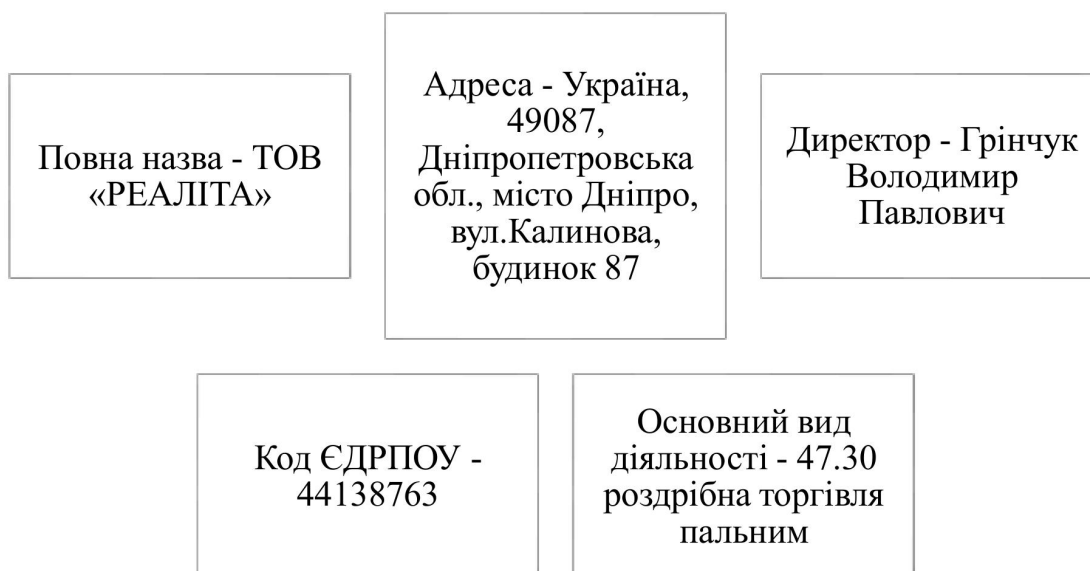 Повна назва - ТОВ
«РЕАЛІТА»
Адреса - Україна,
49087,
Дніпропетровська
обл., місто Дніпро,
вул.Калинова,
будинок 87
Директор - Грінчук
Володимир
Павлович
Код ЄДРПОУ -
44138763
Основний вид
діяльності - 47.30
роздрібна торгівля
пальним